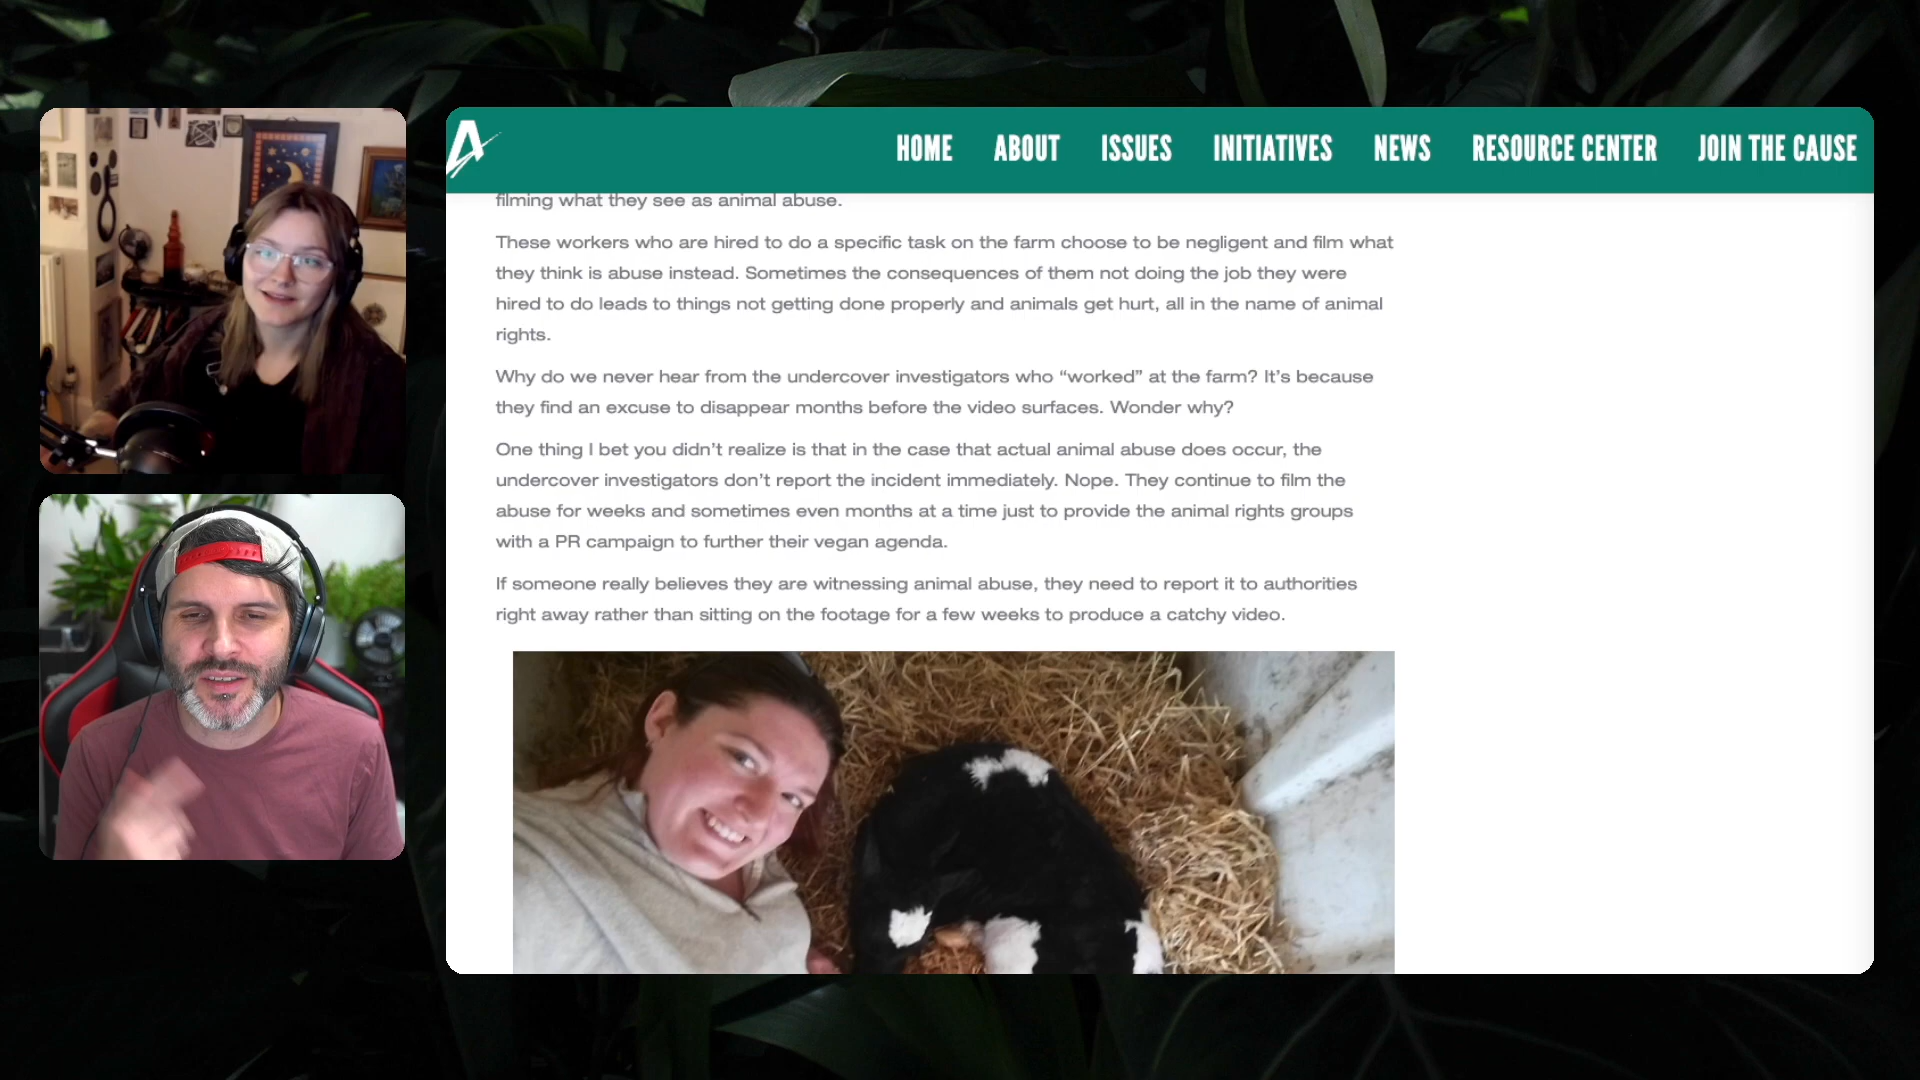 HOME ABOUT ISSUES INITIATIVES NEWS RESOURCE CENTER JOIN THE CAUSE
filming what they see as animal abuse.
These workers who are hired to do a specific task on the farm choose to be negligent and film what
they think is abuse instead. Sometimes the consequences of them not doing the job they were
hired to do leads to things not getting done properly and animals get hurt, all in the name of animal
rights.
Why do we never hear from the undercover investigators who “worked” at the farm? It’s because
they find an excuse to disappear months before the video surfaces. Wonder why?
One thing I bet you didn’t realize is that in the case that actual animal abuse does occur, the
undercover investigators don’t report the incident immediately. Nope. They continue to film the
abuse for weeks and sometimes even months at a time just to provide the animal rights groups
with a PR campaign to further their vegan agenda.
If someone really believes they are witnessing animal abuse, they need to report it to authorities
right away rather than sitting on the footage for a few weeks to produce a catchy video.